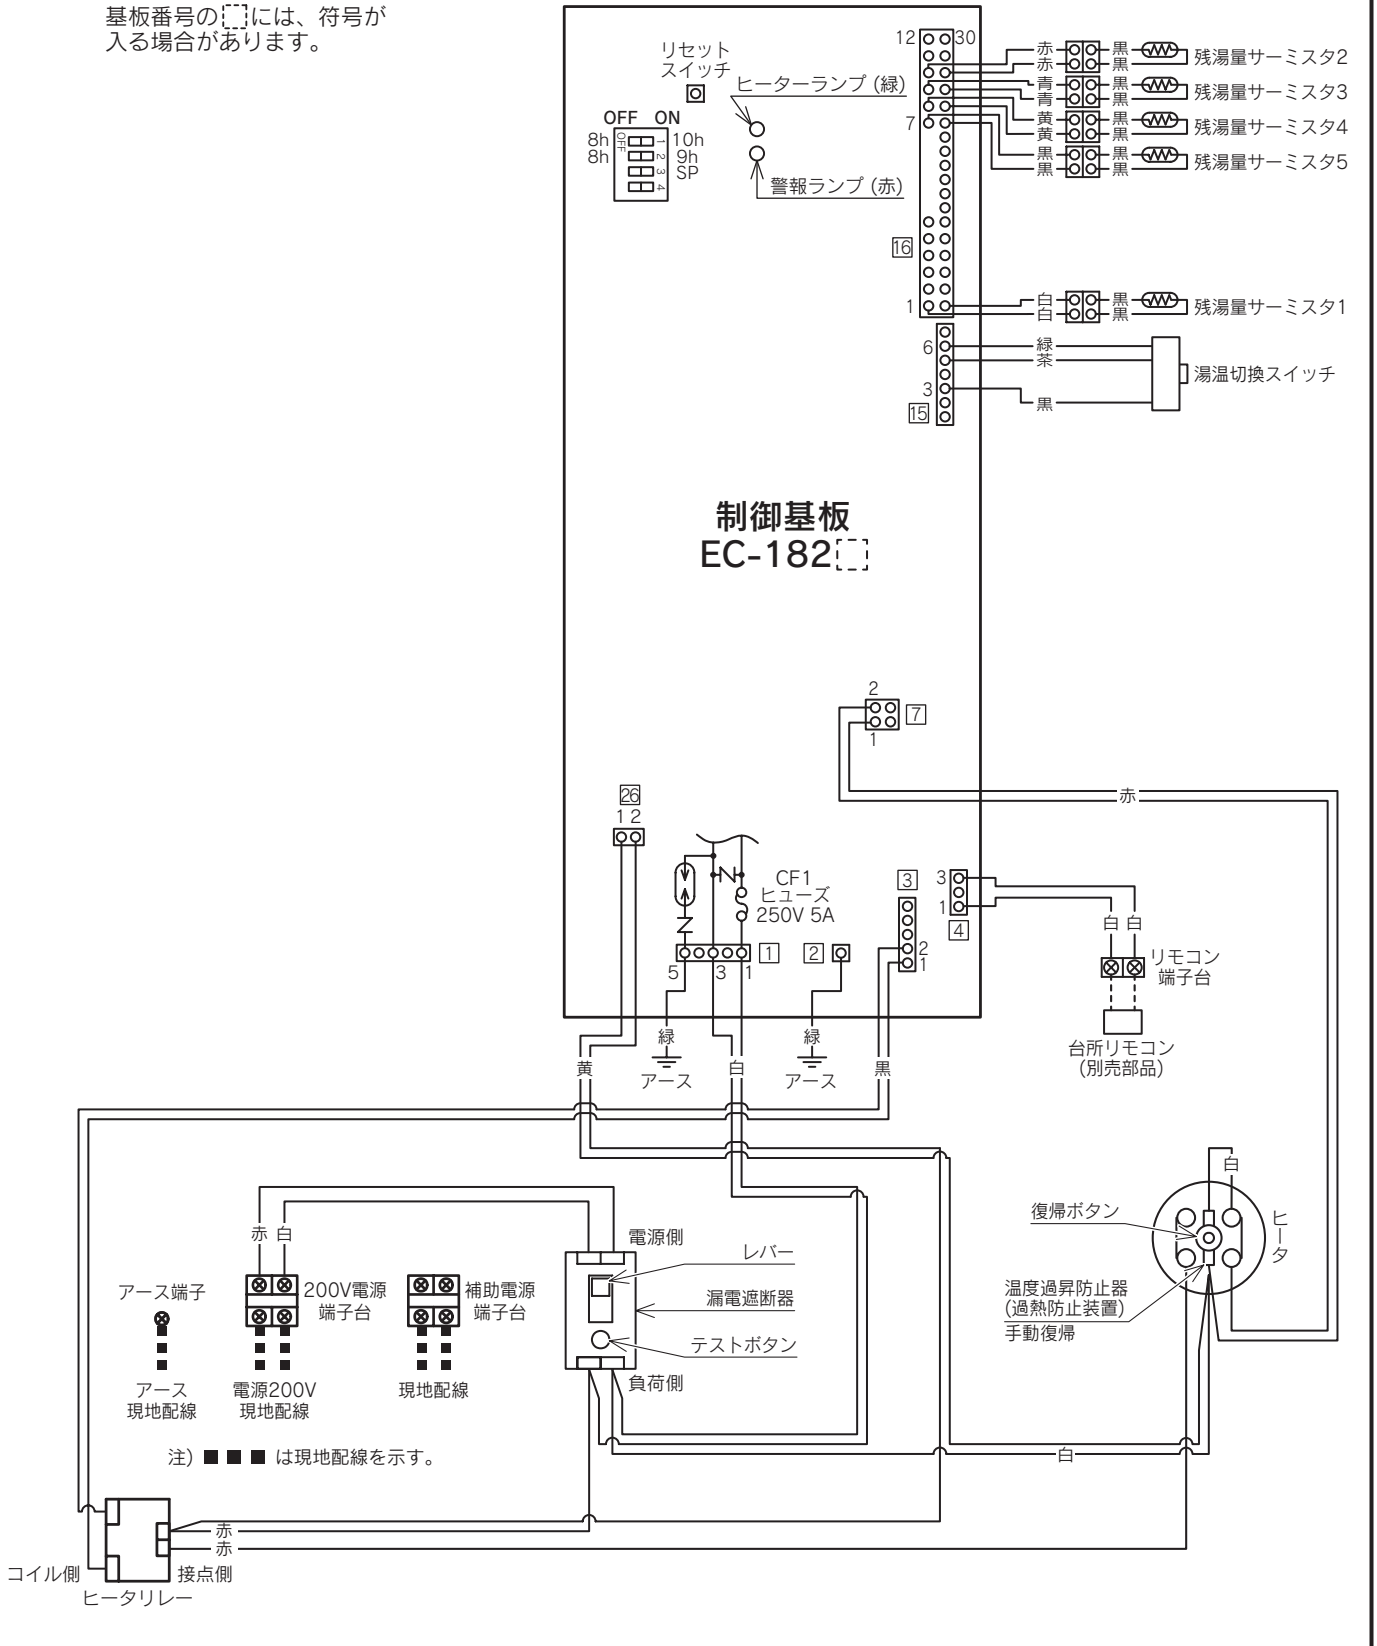 基板番号の には、符号が
入る場合があります。
リセット
スイッチ
ヒーターランプ (緑)
警報ランプ (赤)
OFF ON
8h OFF 1 10h
8h 2 9h
3 SP
4
12 30
7
16
1
赤 黒 残湯量サーミスタ2
赤 黒
青 黒 残湯量サーミスタ3
青 黒
黄 黒 残湯量サーミスタ4
黄 黒
黒 黒 残湯量サーミスタ5
黒 黒
白 黒 残湯量サーミスタ1
白 黒
6
3
15
緑
茶
黒
湯温切換スイッチ
制御基板
EC-182
2
7
1
赤
26
1 2
CF1
ヒューズ
250V 5A
3
3
1
4
2
1
1
2
5 3 1
白 白
リモコン
端子台
台所リモコン
(別売部品)
緑
アース
緑
アース
黄
白
黒
赤 白
電源側
レバー
漏電遮断器
テストボタン
負荷側
アース端子
200V電源
端子台
補助電源
端子台
アース
現地配線
電源200V
現地配線
現地配線
注) ■ ■ ■ は現地配線を示す。
白
復帰ボタン
ヒータ
温度過昇防止器
(過熱防止装置)
手動復帰
白
赤
赤
コイル側
接点側
ヒータリレー